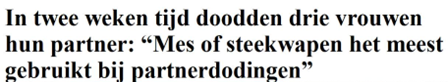 In twee weken tijd doodden drie vrouwen
hun partner: “Mes of steekwapen het meest
gebruikt bij partnerdodingen”